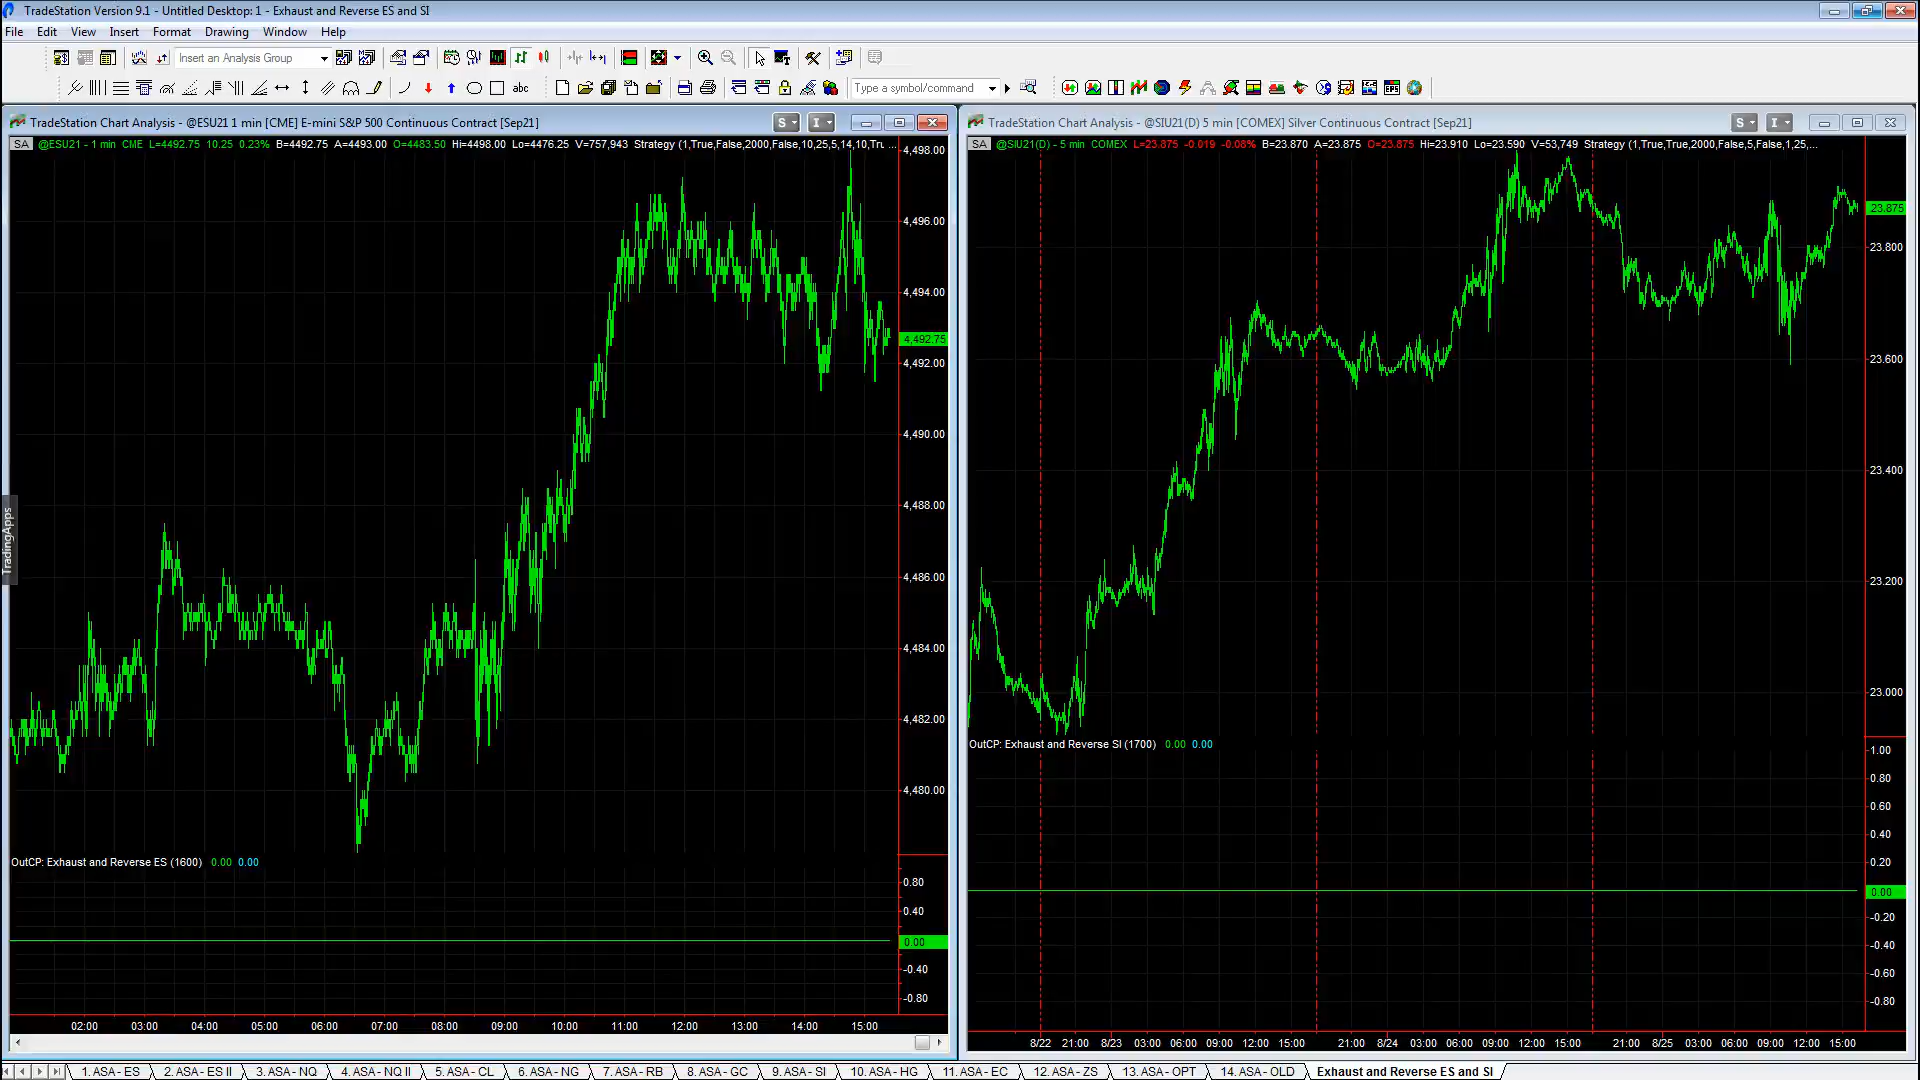 TradeStation Version 9.1 - Untitled Desktop: 1 - Exhaust and Reverse ES and SI
File Edit View Insert Format Drawing Window Help
Insert an Analysis Group
abc Type a symbol/command EPS
TradeStation Chart Analysis - @ESU21 1 min [CME] E-mini S&P 500 Continuous Contract [Sep21] S I
SA @ESU21 - 1 min CME L=4492.75 10.25 0.23% B=4492.75 A=4493.00 O=4483.50 Hi=4498.00 Lo=4476.25 V=757,943 Strategy (1,True,False,2000,False,10,25,5,14,10,Tru ...
4,498.00
4,496.00
4,494.00
4,492.75
4,492.00
4,490.00
4,488.00
4,486.00
4,484.00
4,482.00
4,480.00
TradingApps
OutCP: Exhaust and Reverse ES (1600) 0.00 0.00
0.80
0.40
0.00
-0.40
-0.80
02:00 03:00 04:00 05:00 06:00 07:00 08:00 09:00 10:00 11:00 12:00 13:00 14:00 15:00
TradeStation Chart Analysis - @SIU21(D) 5 min [COMEX] Silver Continuous Contract [Sep21] S I
SA @SIU21(D) - 5 min COMEX L=23.875 -0.019 -0.08% B=23.870 A=23.875 O=23.875 Hi=23.910 Lo=23.590 V=53,749 Strategy (1,True,True,2000,False,5,False,1,25,...
23.875
23.800
23.600
23.400
23.200
23.000
OutCP: Exhaust and Reverse SI (1700) 0.00 0.00
1.00
0.80
0.60
0.40
0.20
0.00
-0.20
-0.40
-0.60
-0.80
8/22 21:00 8/23 03:00 06:00 09:00 12:00 15:00 21:00 8/24 03:00 06:00 09:00 12:00 15:00 21:00 8/25 03:00 06:00 09:00 12:00 15:00
1. ASA - ES 2. ASA - ES II 3. ASA - NQ 4. ASA - NQ II 5. ASA - CL 6. ASA - NG 7. ASA - RB 8. ASA - GC 9. ASA - SI 10. ASA - HG 11. ASA - EC 12. ASA - ZS 13. ASA - OPT 14. ASA - OLD Exhaust and Reverse ES and SI